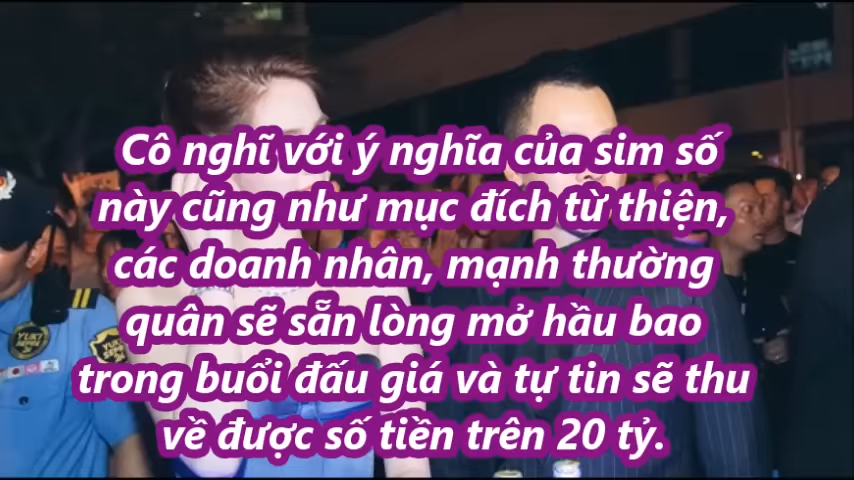 Cô nghĩ với ý nghĩa của sim số
này cũng như mục đích từ thiện,
các doanh nhân, mạnh thường
quân sẽ sẵn lòng mở hầu bao
trong buổi đấu giá và tự tin sẽ thu
về được số tiền trên 20 tỷ.
YUKI